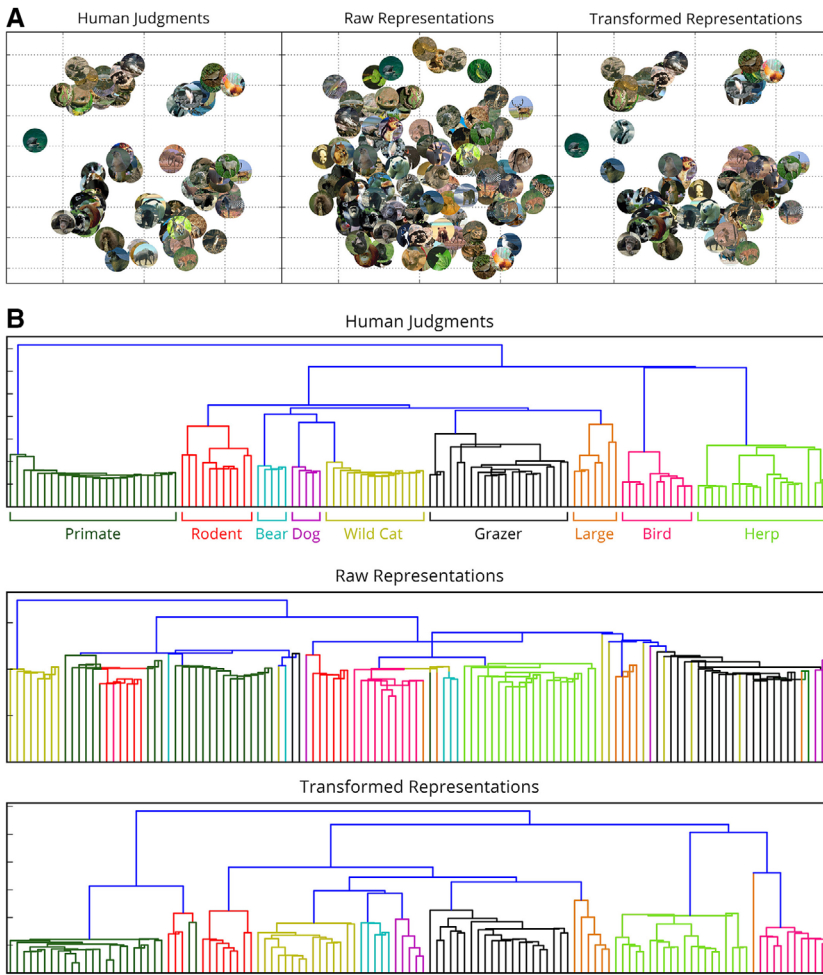 A
Human Judgments
Raw Representations
Transformed Representations
B
Human Judgments
Primate
Rodent
Bear
Dog
Wild Cat
Grazer
Large
Bird
Herp
Raw Representations
Transformed Representations